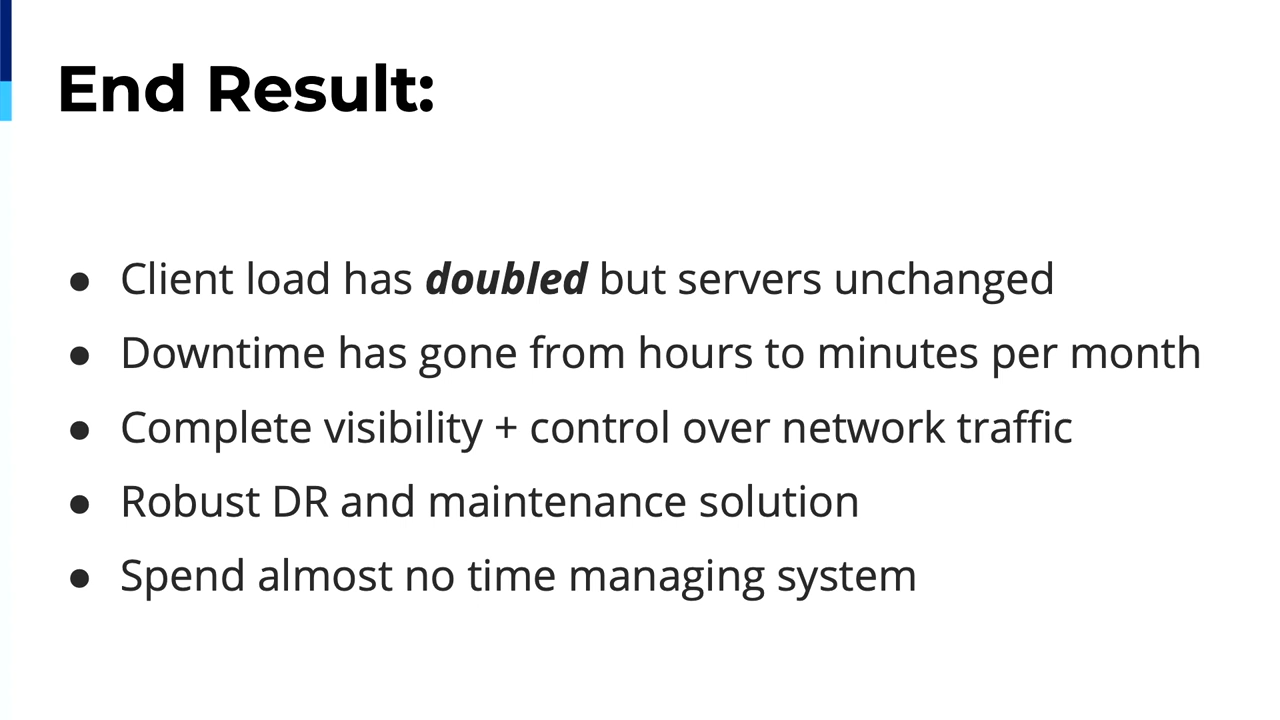 End Result:
● Client load has doubled but servers unchanged
● Downtime has gone from hours to minutes per month
● Complete visibility + control over network traffic
● Robust DR and maintenance solution
● Spend almost no time managing system